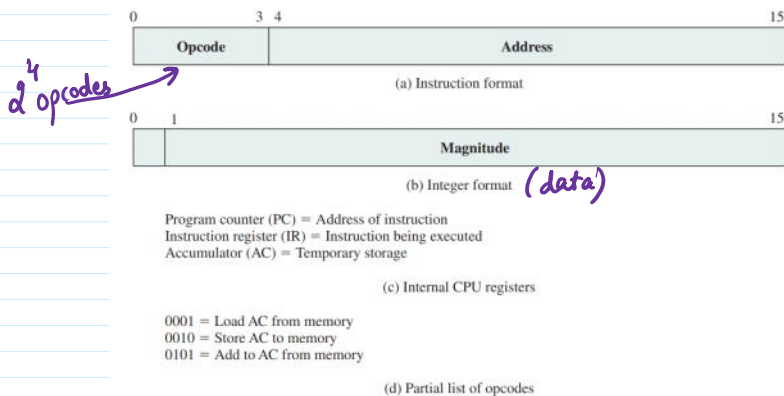 0 3 4 15
Opcode Address
2^4 opcodes
(a) Instruction format
0 1 15
Magnitude
(b) Integer format (data)
Program counter (PC) = Address of instruction
Instruction register (IR) = Instruction being executed
Accumulator (AC) = Temporary storage
(c) Internal CPU registers
0001 = Load AC from memory
0010 = Store AC to memory
0101 = Add to AC from memory
(d) Partial list of opcodes